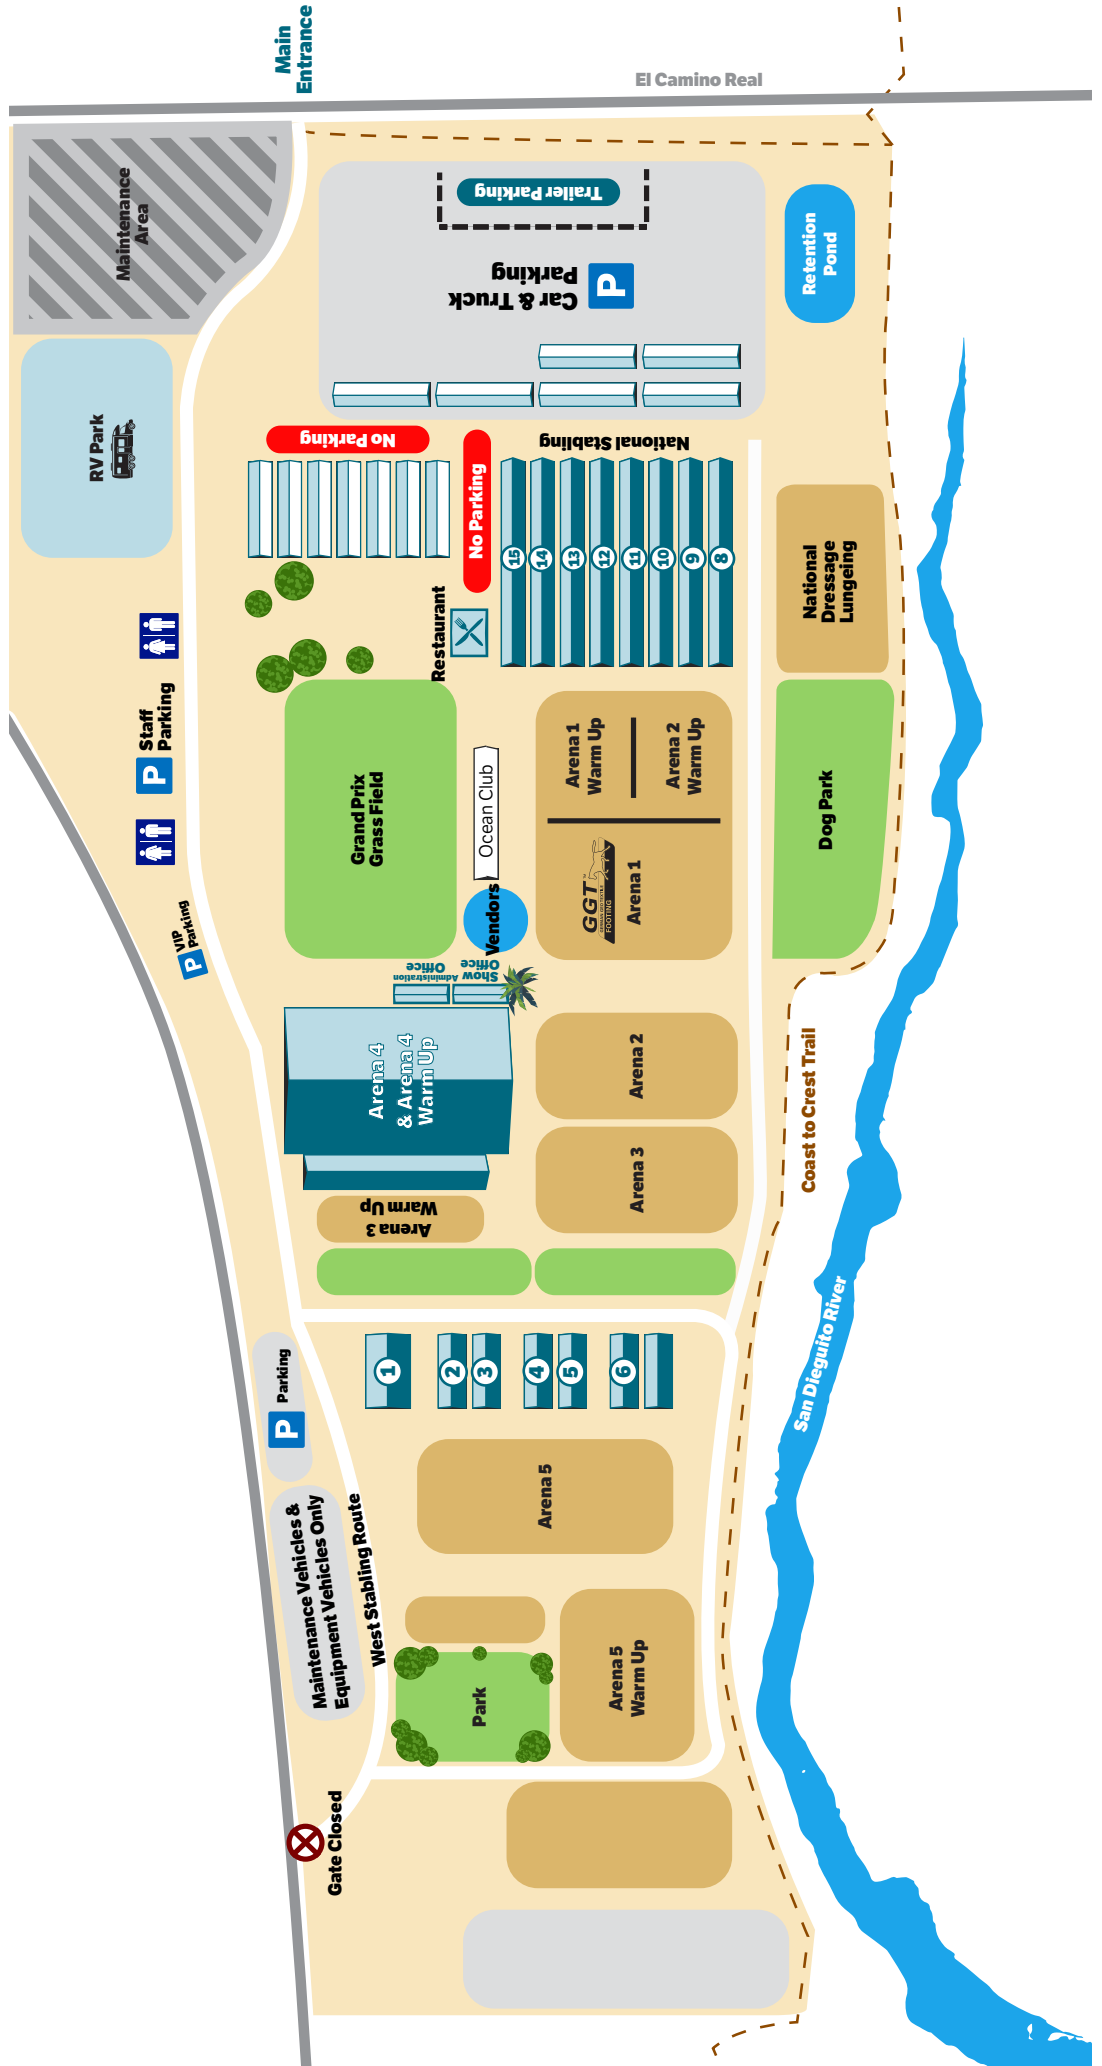 Main
Entrance
El Camino Real
Maintenance
Area
Trailer Parking
Car & Truck
Parking
P
Retention
Pond
RV Park
No Parking
No Parking
National Stabling
15
14
13
12
11
10
9
8
National
Dressage
Lungeing
Restaurant
Staff
Parking
P
VIP
Parking
P
Grand Prix
Grass Field
Ocean Club
Vendors
Arena 1
Warm Up
Arena 2
Warm Up
GGT™
FOOTING
Arena 1
Dog Park
Show
Office
Administration
Office
Arena 4
& Arena 4
Warm Up
Arena 2
Arena 3
Arena 3
Warm Up
Coast to Crest Trail
San Dieguito River
P
Parking
1
2
3
4
5
6
Maintenance Vehicles &
Equipment Vehicles Only
West Stabling Route
Arena 5
Park
Arena 5
Warm Up
Gate Closed